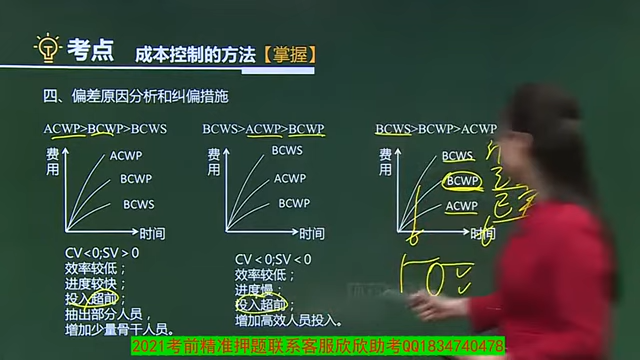 考点 成本控制的方法【掌握】
四、偏差原因分析和纠偏措施
ACWP>BCWP>BCWS
费用
ACWP
BCWP
BCWS
时间
CV<0;SV>0
效率较低;
进度较快;
投入超前;
抽出部分人员,
增加少量骨干人员。
BCWS>ACWP>BCWP
费用
BCWS
ACWP
BCWP
时间
CV<0;SV<0
效率较低;
进度慢;
投入超前;
增加高效人员投入。
BCWS>BCWP>ACWP
费用
BCWS
BCWP
ACWP
时间
2021考前精准押题联系客服欣欣助考QQ1834740478